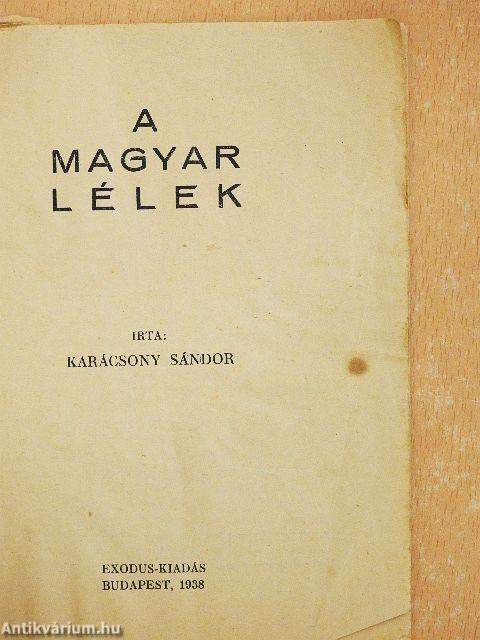 A
MAGYAR
LÉLEK
IRTA:
KARÁCSONY SÁNDOR
EXODUS-KIADÁS
BUDAPEST, 1938
Antikvárium.hu